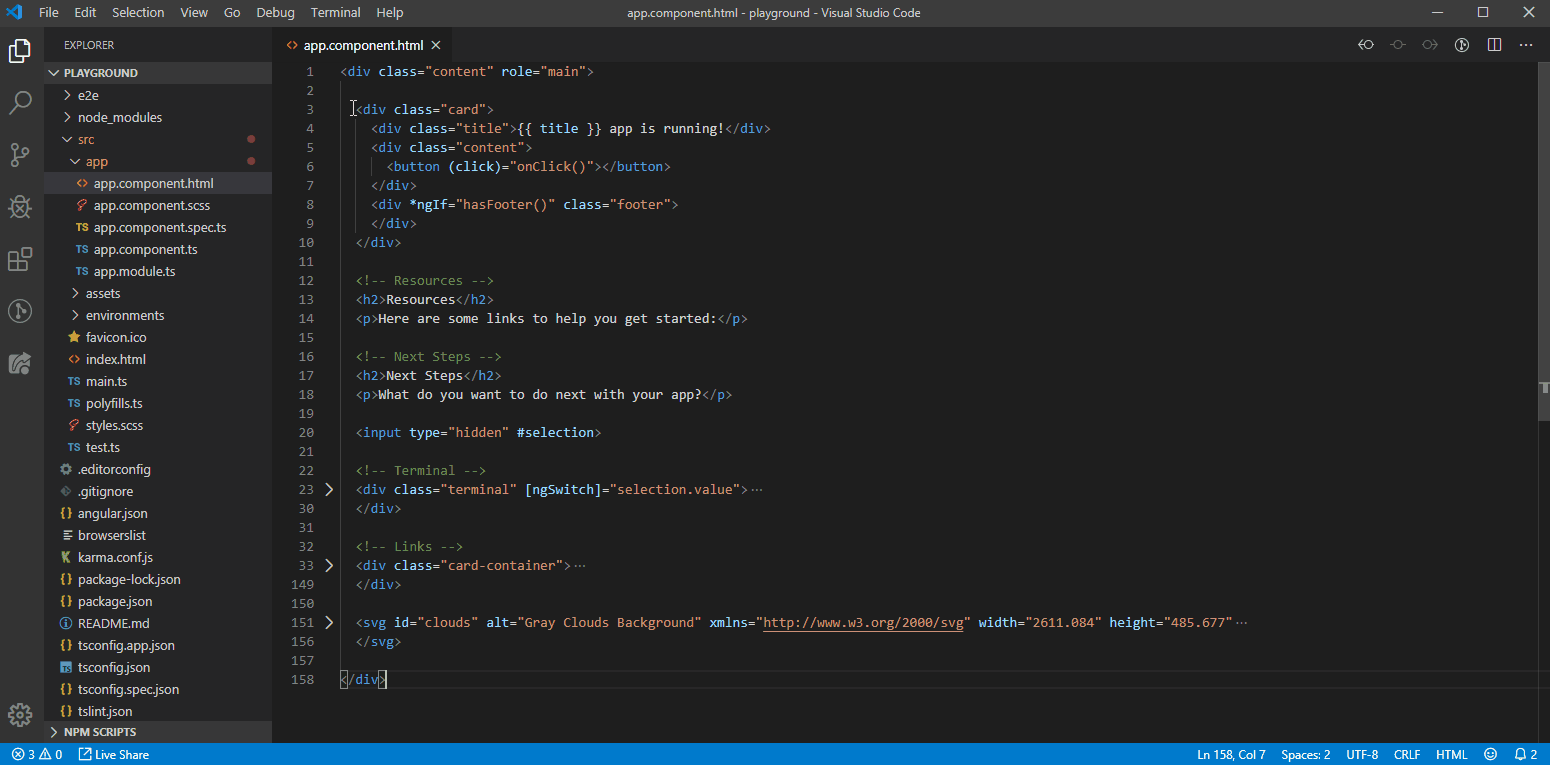 File Edit Selection View Go Debug Terminal Help
app.component.html - playground - Visual Studio Code
EXPLORER
PLAYGROUND
e2e
node_modules
src
app
app.component.html
app.component.scss
TS app.component.spec.ts
TS app.component.ts
TS app.module.ts
assets
environments
favicon.ico
index.html
TS main.ts
TS polyfills.ts
styles.scss
TS test.ts
.editorconfig
.gitignore
{} angular.json
browserslist
karma.conf.js
{} package-lock.json
{} package.json
README.md
{} tsconfig.app.json
TS tsconfig.json
{} tsconfig.spec.json
{} tslint.json
NPM SCRIPTS
<> app.component.html
1 <div class="content" role="main">
2
3 <div class="card">
4 <div class="title">{{ title }} app is running!</div>
5 <div class="content">
6 <button (click)="onClick()"></button>
7 </div>
8 <div *ngIf="hasFooter()" class="footer">
9 </div>
10 </div>
11
12 <!-- Resources -->
13 <h2>Resources</h2>
14 <p>Here are some links to help you get started:</p>
15
16 <!-- Next Steps -->
17 <h2>Next Steps</h2>
18 <p>What do you want to do next with your app?</p>
19
20 <input type="hidden" #selection>
21
22 <!-- Terminal -->
23 <div class="terminal" [ngSwitch]="selection.value">···
30 </div>
31
32 <!-- Links -->
33 <div class="card-container">···
149 </div>
150
151 <svg id="clouds" alt="Gray Clouds Background" xmlns="http://www.w3.org/2000/svg" width="2611.084" height="485.677"···
156 </svg>
157
158 </div>
3 0 Live Share
Ln 158, Col 7 Spaces: 2 UTF-8 CRLF HTML 2